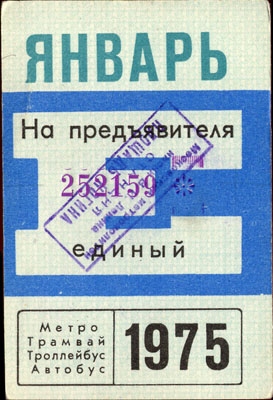 ЯНВАРЬ
На предъявителя
252159 *
единый
Метро
Трамвай
Троллейбус
Автобус
1975